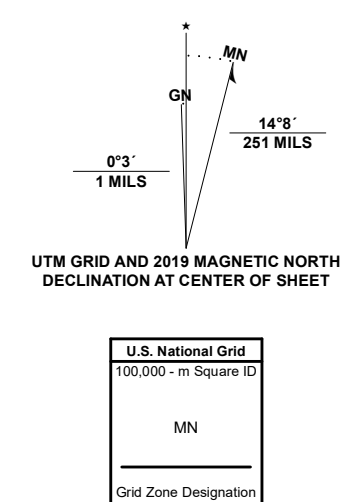 ★
MN
GN
14°8´
251 MILS
0°3´
1 MILS
UTM GRID AND 2019 MAGNETIC NORTH
DECLINATION AT CENTER OF SHEET
U.S. National Grid
100,000 - m Square ID
MN
Grid Zone Designation